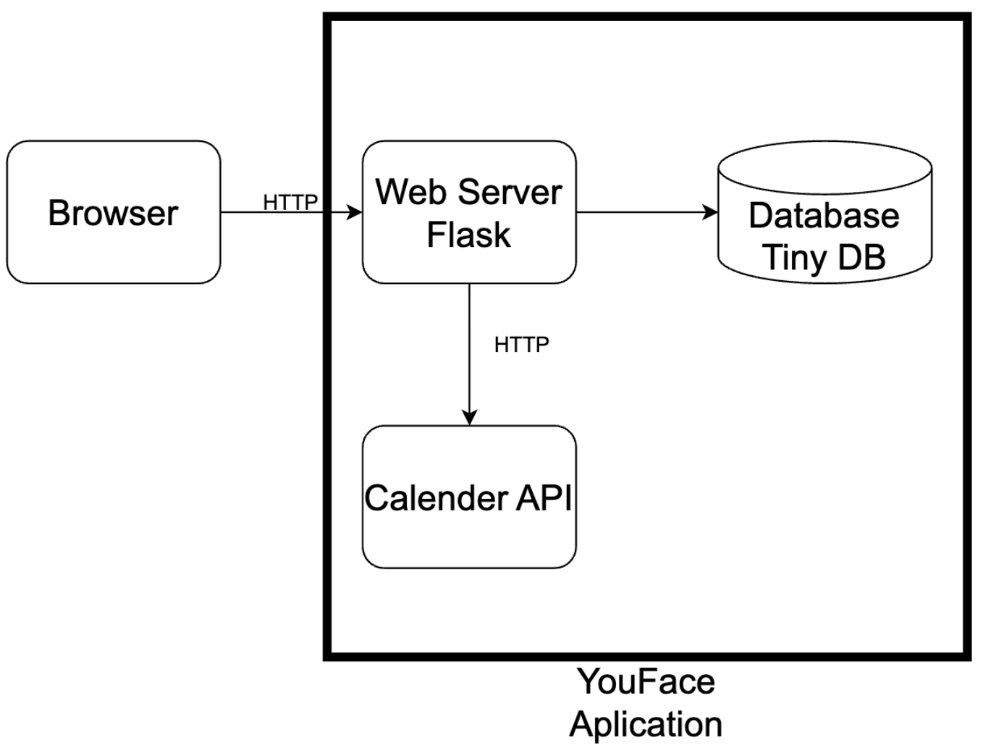 Browser
HTTP
Web Server
Flask
Database
Tiny DB
HTTP
Calender API
YouFace
Aplication